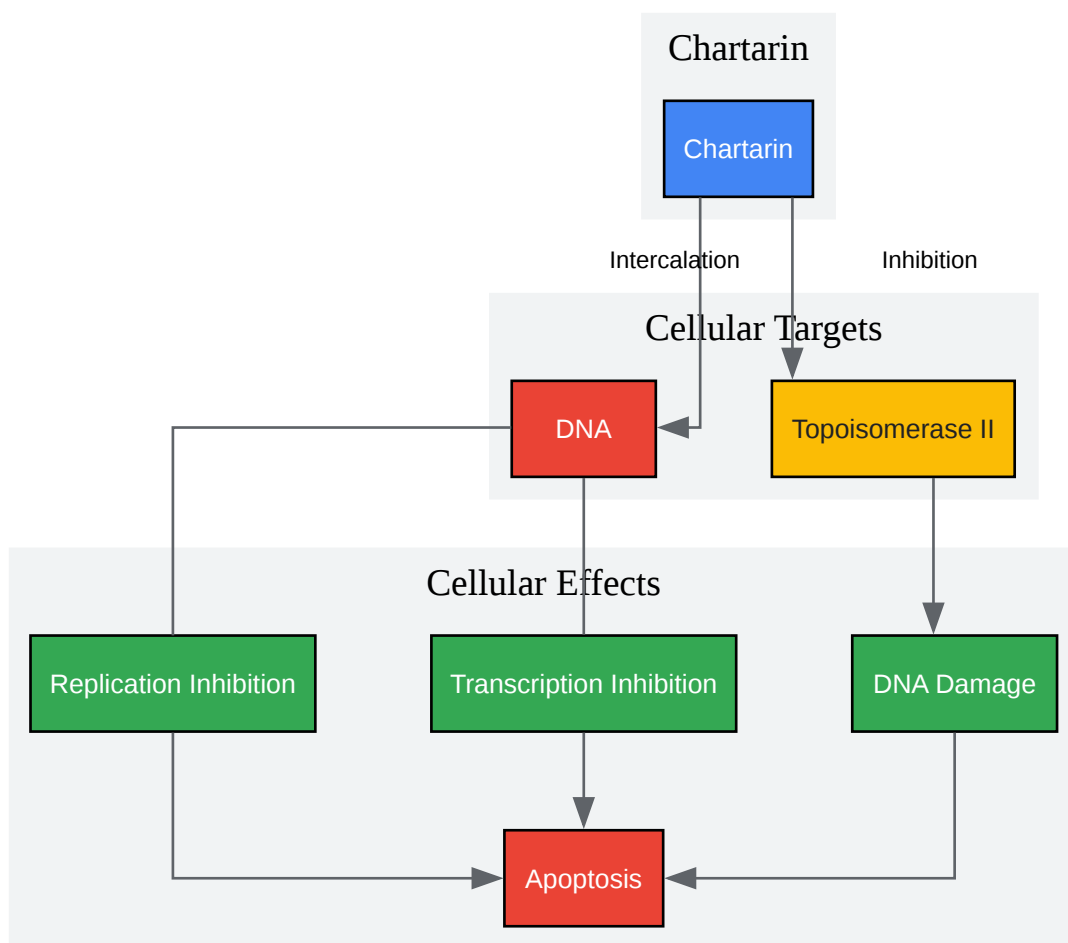 Chartarin
Chartarin
Intercalation
Inhibition
Cellular Targets
DNA
Topoisomerase II
Cellular Effects
Replication Inhibition
Transcription Inhibition
DNA Damage
Apoptosis